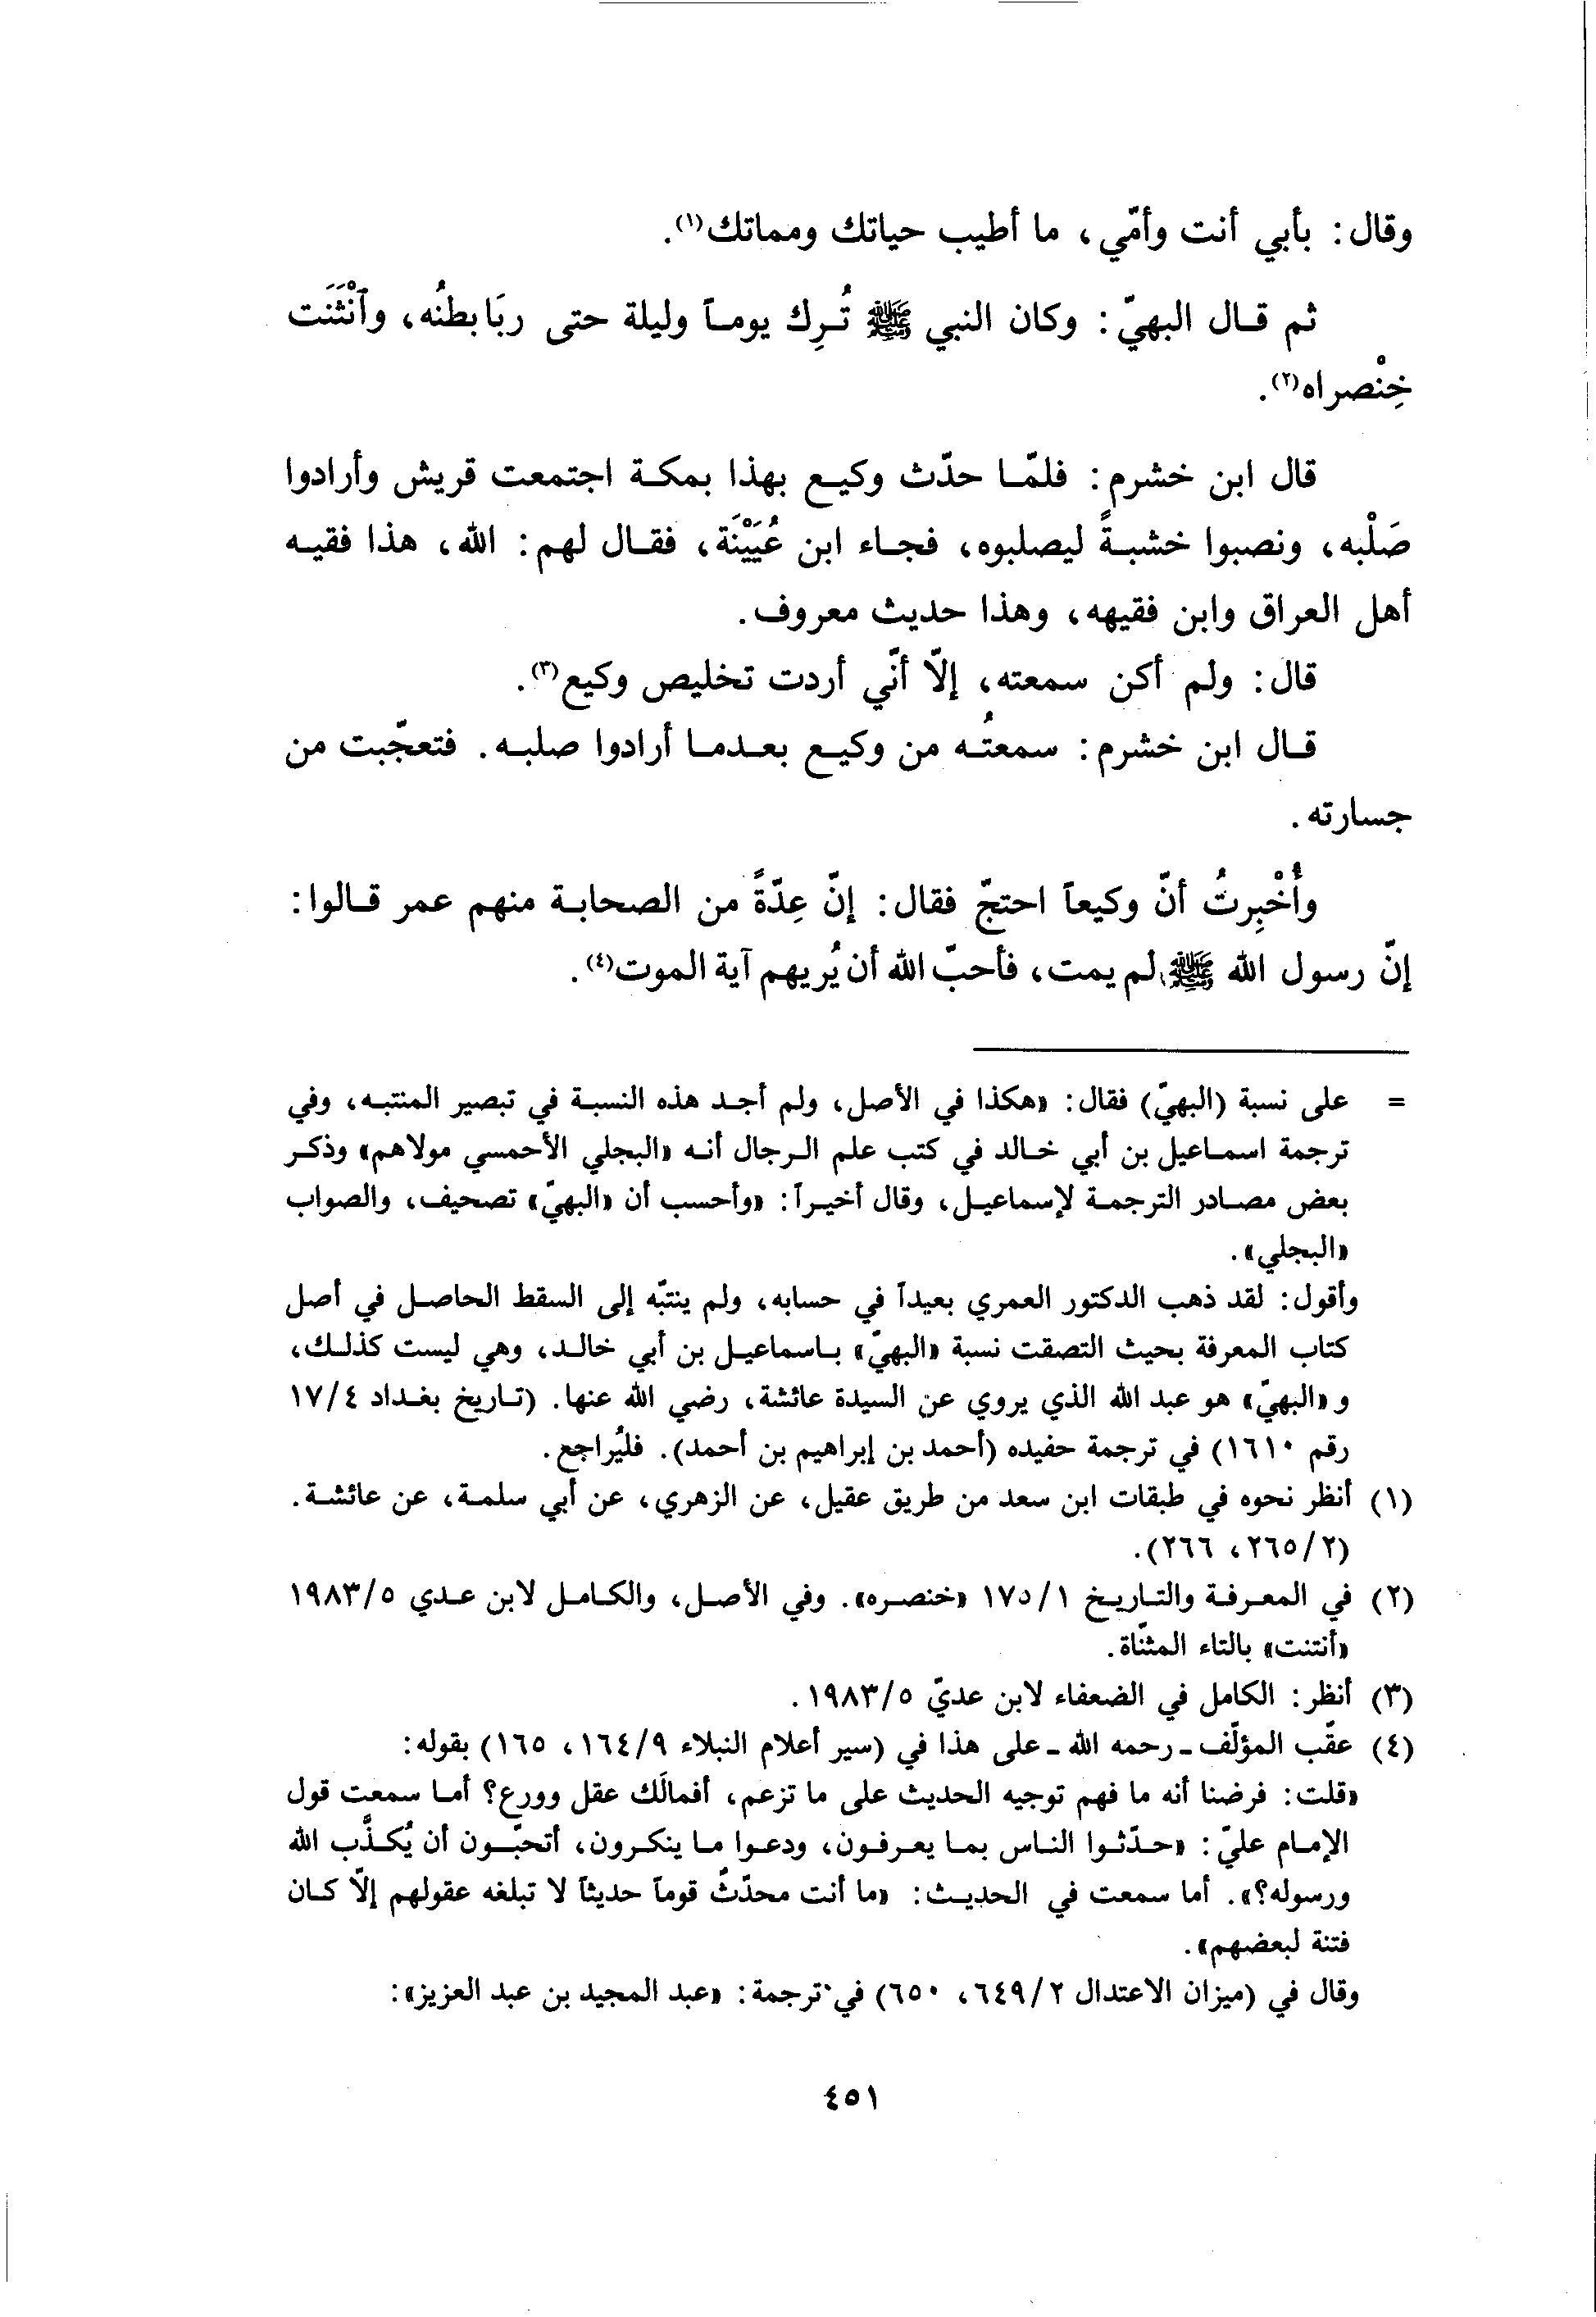 وقال: بأبي أنت وأمّي، ما أطيب حياتك ومماتك(١).
ثم قال البهيّ: وكان النبي ﷺ تُرِك يوماً وليلة حتى ربَا بطنُه، وآنْثَنَت
خِنْصراه(٢).
قال ابن خشرم: فلمّا حدّث وكيع بهذا بمكة اجتمعت قريش وأرادوا
صَلْبه، ونصبوا خشبةً ليصلبوه، فجاء ابن عُيَيْنَة، فقال لهم: الله، هذا فقيه
أهل العراق وابن فقيهه، وهذا حديث معروف.
قال: ولم أكن سمعته، إلّا أنّي أردت تخليص وكيع(٣).
قال ابن خشرم: سمعتُه من وكيع بعدما أرادوا صلبه. فتعجّبت من
جسارته.
وأُخْبِرتُ أنّ وكيعاً احتجّ فقال: إنّ عِدّةً من الصحابة منهم عمر قالوا:
إنّ رسول الله ﷺ لم يمت، فأحبّ الله أن يُريهم آية الموت(٤).
= على نسبة (البهيّ) فقال: «هكذا في الأصل، ولم أجد هذه النسبة في تبصير المنتبه، وفي
ترجمة اسماعيل بن أبي خالد في كتب علم الرجال أنه «البجلي الأحمسي مولاهم» وذكر
بعض مصادر الترجمة لإسماعيل، وقال أخيراً: «وأحسب أن «البهيّ» تصحيف، والصواب
«البجلي».
وأقول: لقد ذهب الدكتور العمري بعيداً في حسابه، ولم ينتبّه إلى السقط الحاصل في أصل
كتاب المعرفة بحيث التصقت نسبة «البهيّ» باسماعيل بن أبي خالد، وهي ليست كذلك،
و«البهيّ» هو عبد الله الذي يروي عن السيدة عائشة، رضي الله عنها. (تاريخ بغداد ١٧/٤
رقم ١٦١٠) في ترجمة حفيده (أحمد بن إبراهيم بن أحمد). فليُراجع.
(١) أنظر نحوه في طبقات ابن سعد من طريق عقيل، عن الزهري، عن أبي سلمة، عن عائشة.
(٢٦٥/٢، ٢٦٦).
(٢) في المعرفة والتاريخ ١٧٥/١ «خنصره». وفي الأصل، والكامل لابن عدي ١٩٨٣/٥
«أنتنت» بالتاء المثنّاة.
(٣) أنظر: الكامل في الضعفاء لابن عديّ ١٩٨٣/٥.
(٤) عقّب المؤلّف ـ رحمه الله ـ على هذا في (سير أعلام النبلاء ١٦٤/٩، ١٦٥) بقوله:
«قلت: فرضنا أنه ما فهم توجيه الحديث على ما تزعم، أفمالَك عقل وورع؟ أما سمعت قول
الإمام عليّ: «حدّثوا الناس بما يعرفون، ودعوا ما ينكرون، أتحبّون أن يُكذَّب الله
ورسوله؟». أما سمعت في الحديث: «ما أنت محدّثٌ قوماً حديثاً لا تبلغه عقولهم إلّا كان
فتنة لبعضهم».
وقال في (ميزان الاعتدال ٦٤٩/٢، ٦٥٠) في ترجمة: «عبد المجيد بن عبد العزيز»:
٤٥١